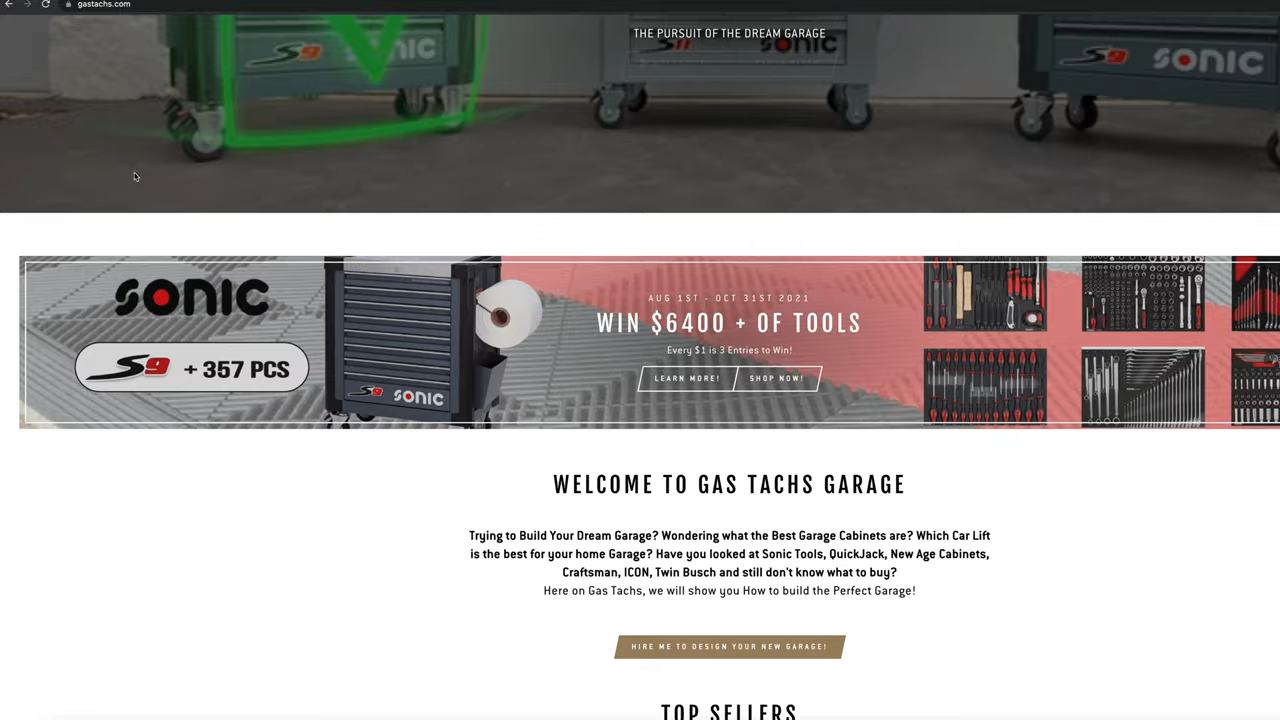 gastachs.com
THE PURSUIT OF THE DREAM GARAGE
S9 SONIC
S11 SONIC
S9 SONIC
SONIC
S9 + 357 PCS
S9 SONIC
AUG 1ST - OCT 31ST 2021
WIN $6400 + OF TOOLS
Every $1 is 3 Entries to Win!
LEARN MORE! SHOP NOW!
WELCOME TO GAS TACHS GARAGE
Trying to Build Your Dream Garage? Wondering what the Best Garage Cabinets are? Which Car Lift
is the best for your home Garage? Have you looked at Sonic Tools, QuickJack, New Age Cabinets,
Craftsman, ICON, Twin Busch and still don't know what to buy?
Here on Gas Tachs, we will show you How to build the Perfect Garage!
HIRE ME TO DESIGN YOUR NEW GARAGE!
TOP SELLERS